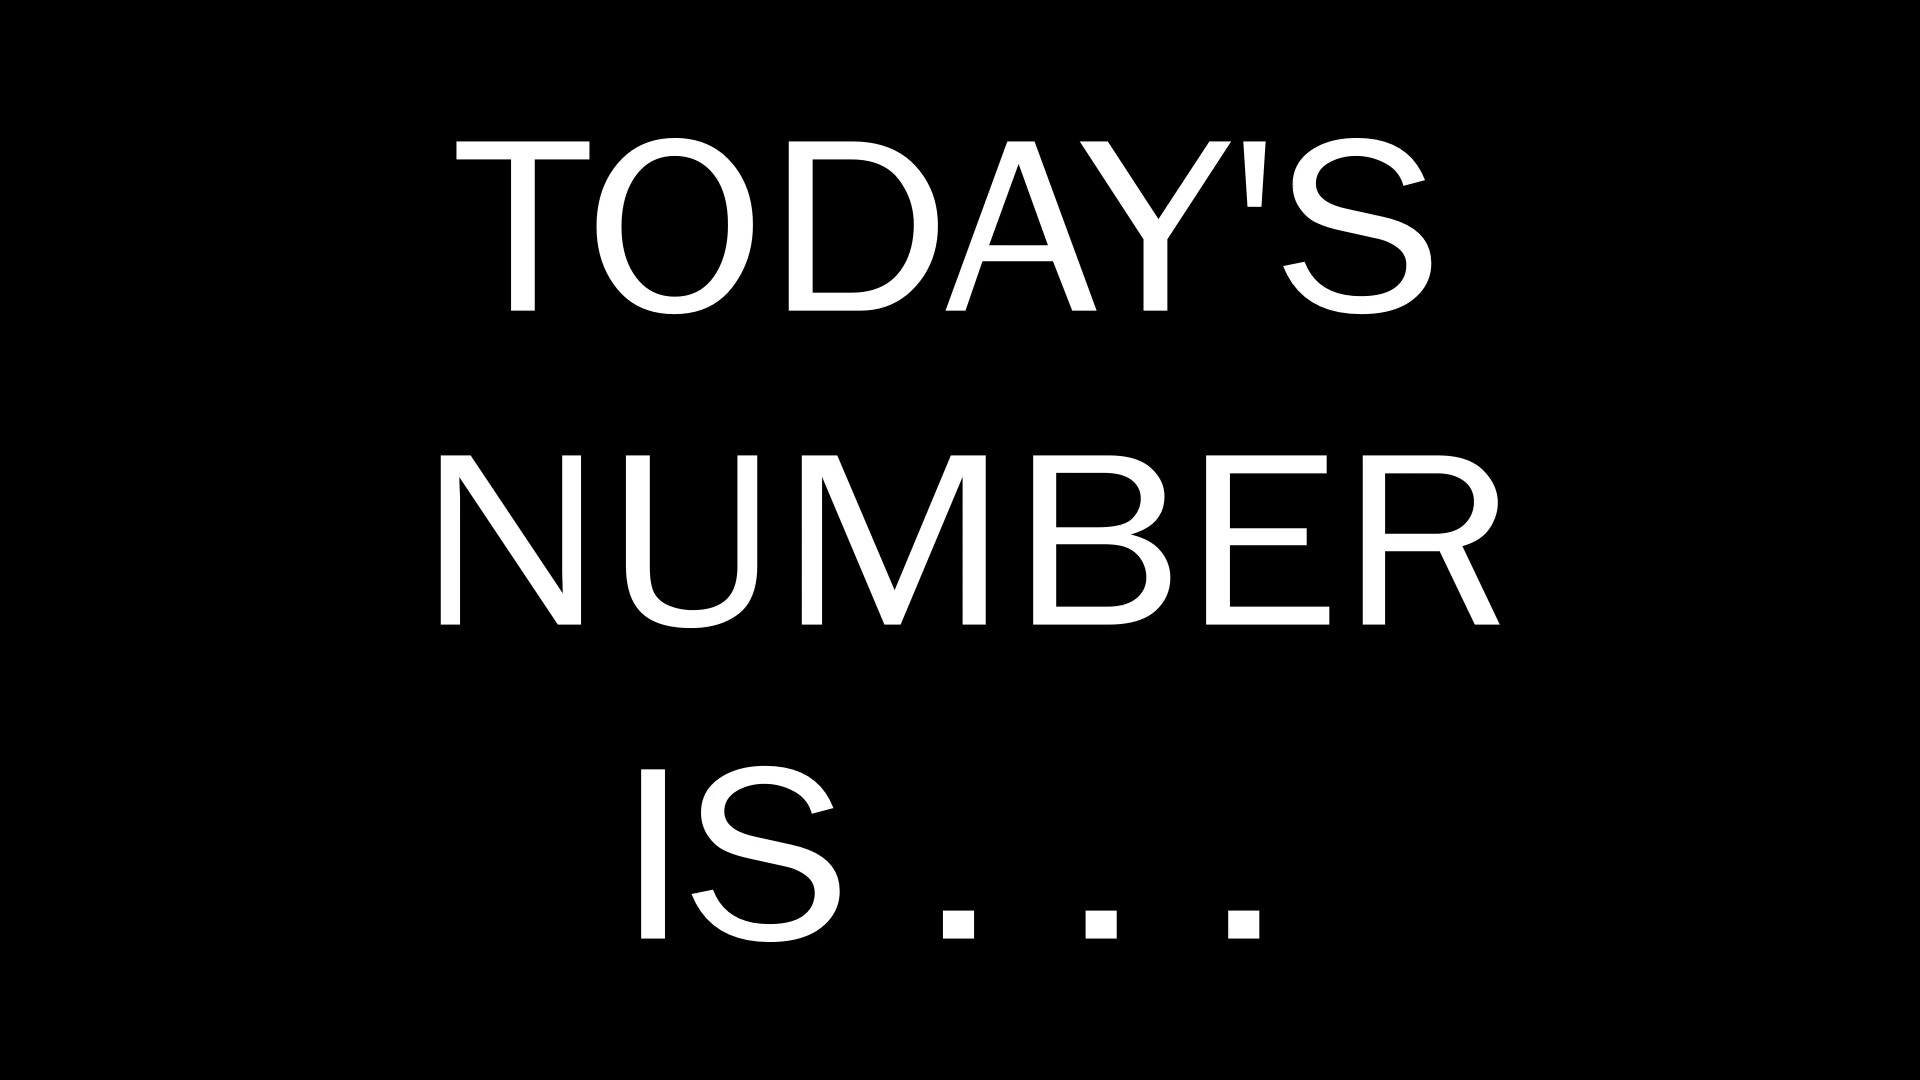 TODAY'S
NUMBER
IS . . .